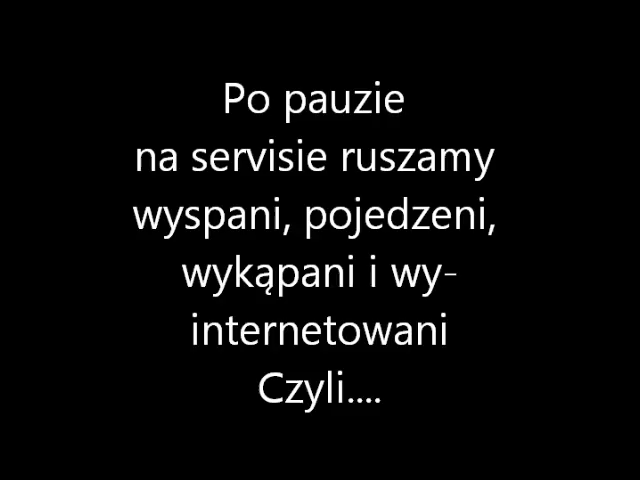 Po pauzie
na servisie ruszamy
wyspani, pojedzeni,
wykąpani i wy-
internetowani
Czyli....